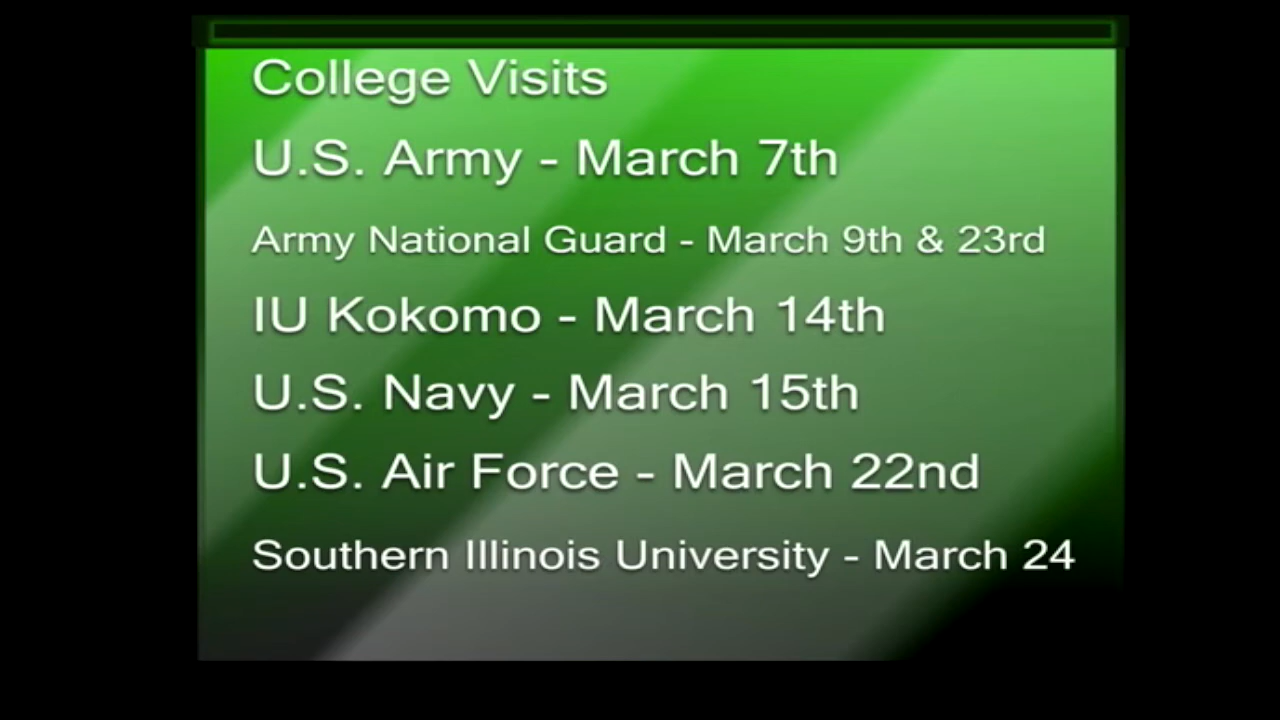 College Visits
U.S. Army - March 7th
Army National Guard - March 9th & 23rd
IU Kokomo - March 14th
U.S. Navy - March 15th
U.S. Air Force - March 22nd
Southern Illinois University - March 24